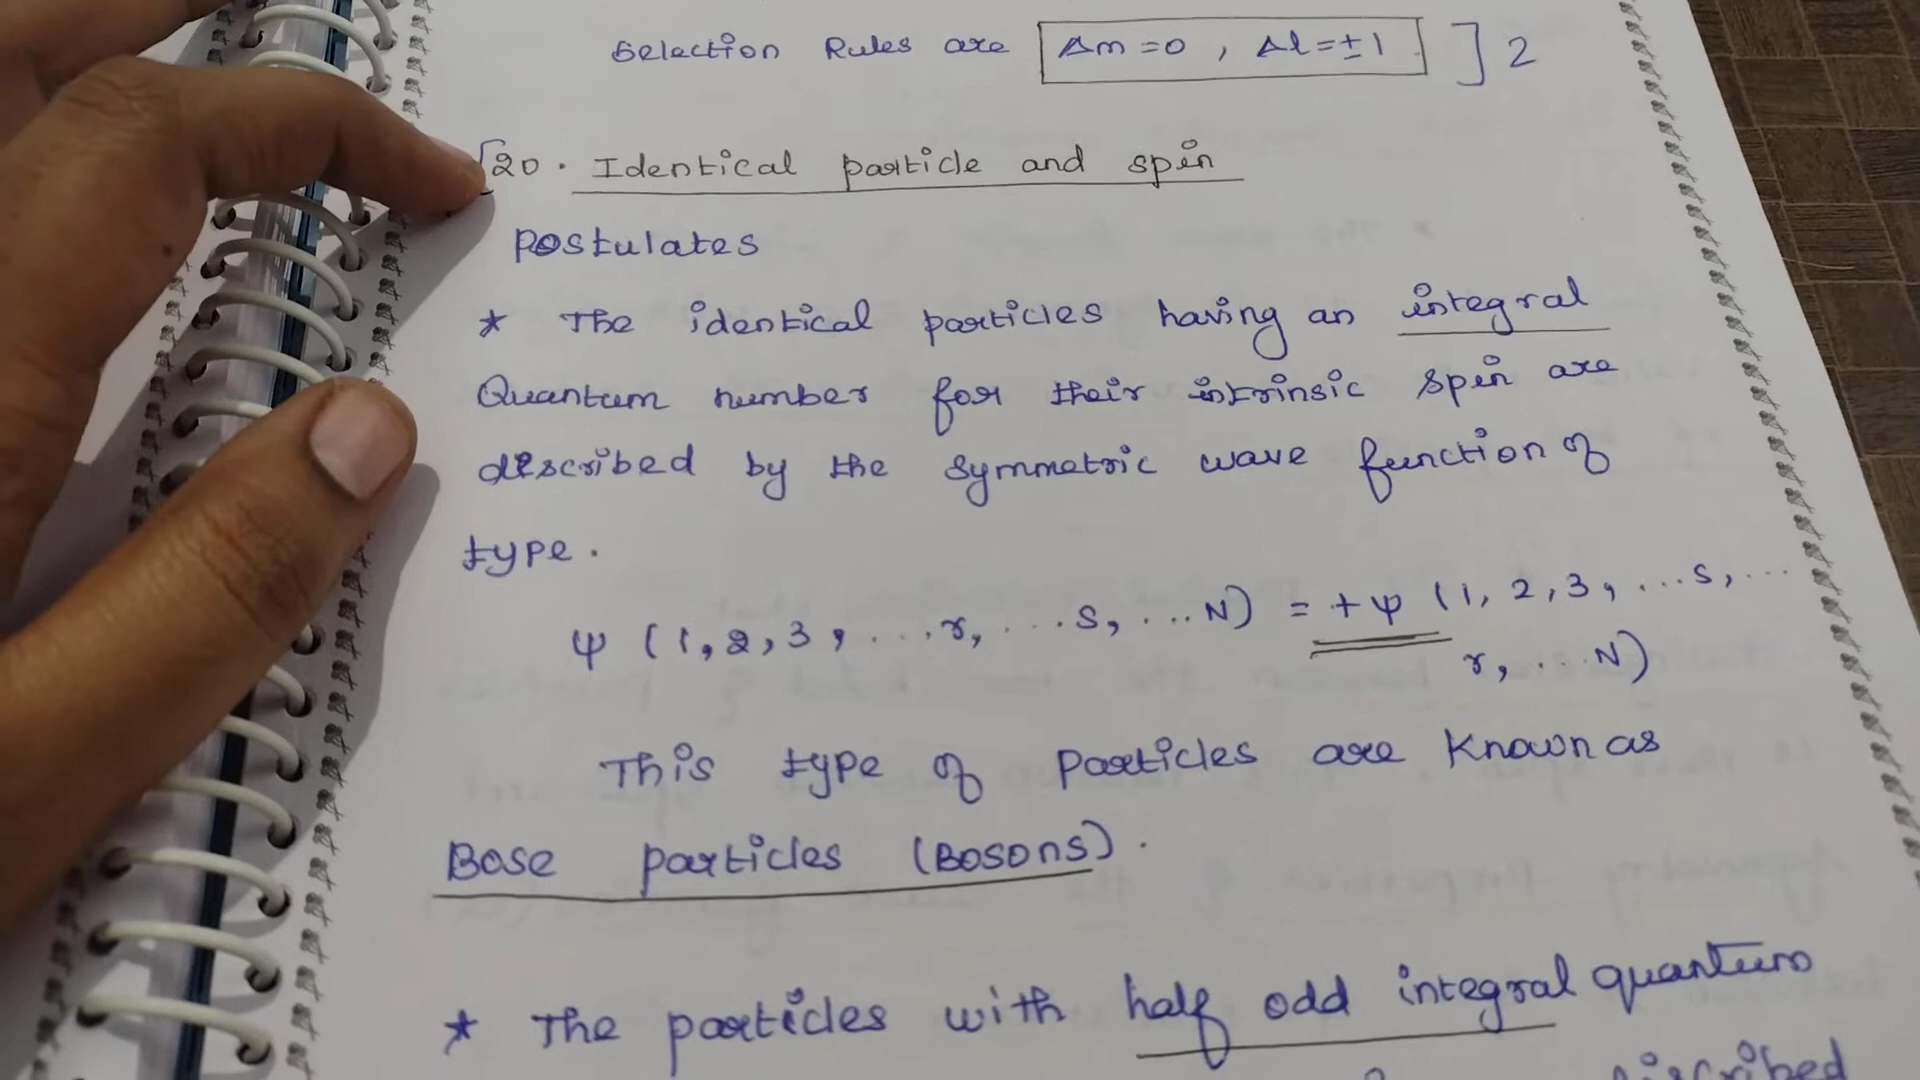 Selection Rules are Δm = 0 , Δl = ±1 ] 2
[20. Identical particle and spin
Postulates
* The identical particles having an integral
Quantum number for their intrinsic spin are
described by the symmetric wave function of
type.
ψ (1, 2, 3, ... r, ... s, ... N) = + ψ (1, 2, 3, ... s, ...
r, ... N)
This type of particles are known as
Bose particles (Bosons).
* The particles with half odd integral quantum